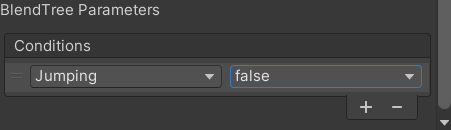 BlendTree Parameters
Conditions
Jumping false
+ −